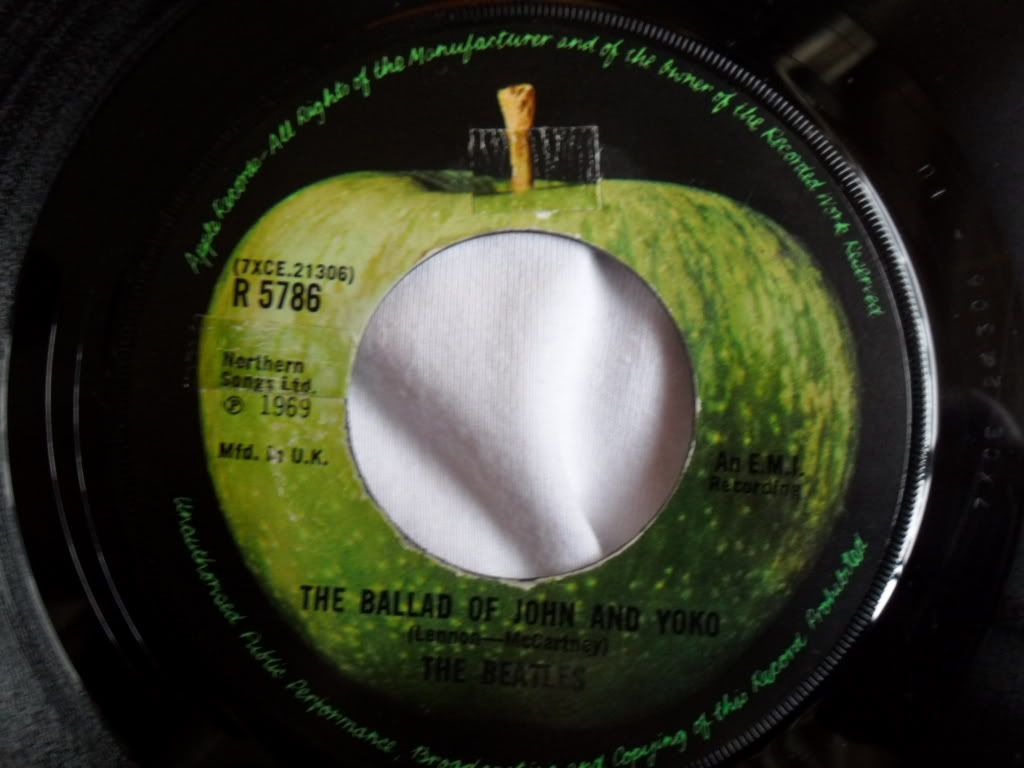 Apple Records-All Rights of the Manufacturer and of the Owner of the Recorded Work Reserved
(7XCE.21306)
R 5786
Northern
Songs Ltd.
℗ 1969
Mfd. in U.K.
An E.M.I.
Recording
THE BALLAD OF JOHN AND YOKO
(Lennon—McCartney)
THE BEATLES
Unauthorised Public Performance, Broadcasting and Copying of this Record Prohibited